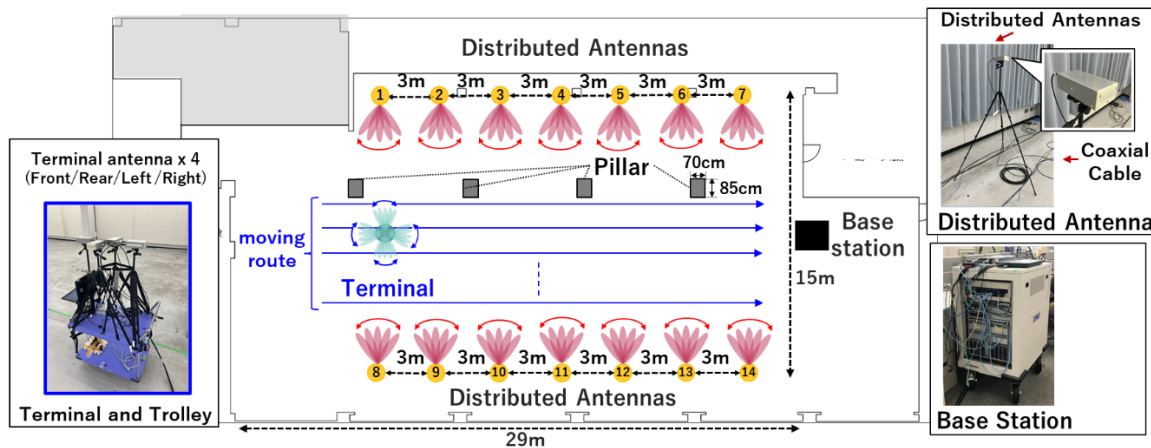 Distributed Antennas
3m 3m 3m 3m 3m 3m
1 2 3 4 5 6 7
Terminal antenna x 4
(Front/Rear/Left/Right)
Terminal and Trolley
Pillar
70cm
85cm
moving
route
Terminal
Base
station
15m
3m 3m 3m 3m 3m 3m
8 9 10 11 12 13 14
Distributed Antennas
29m
Distributed Antennas
Coaxial
Cable
Distributed Antenna
Base Station